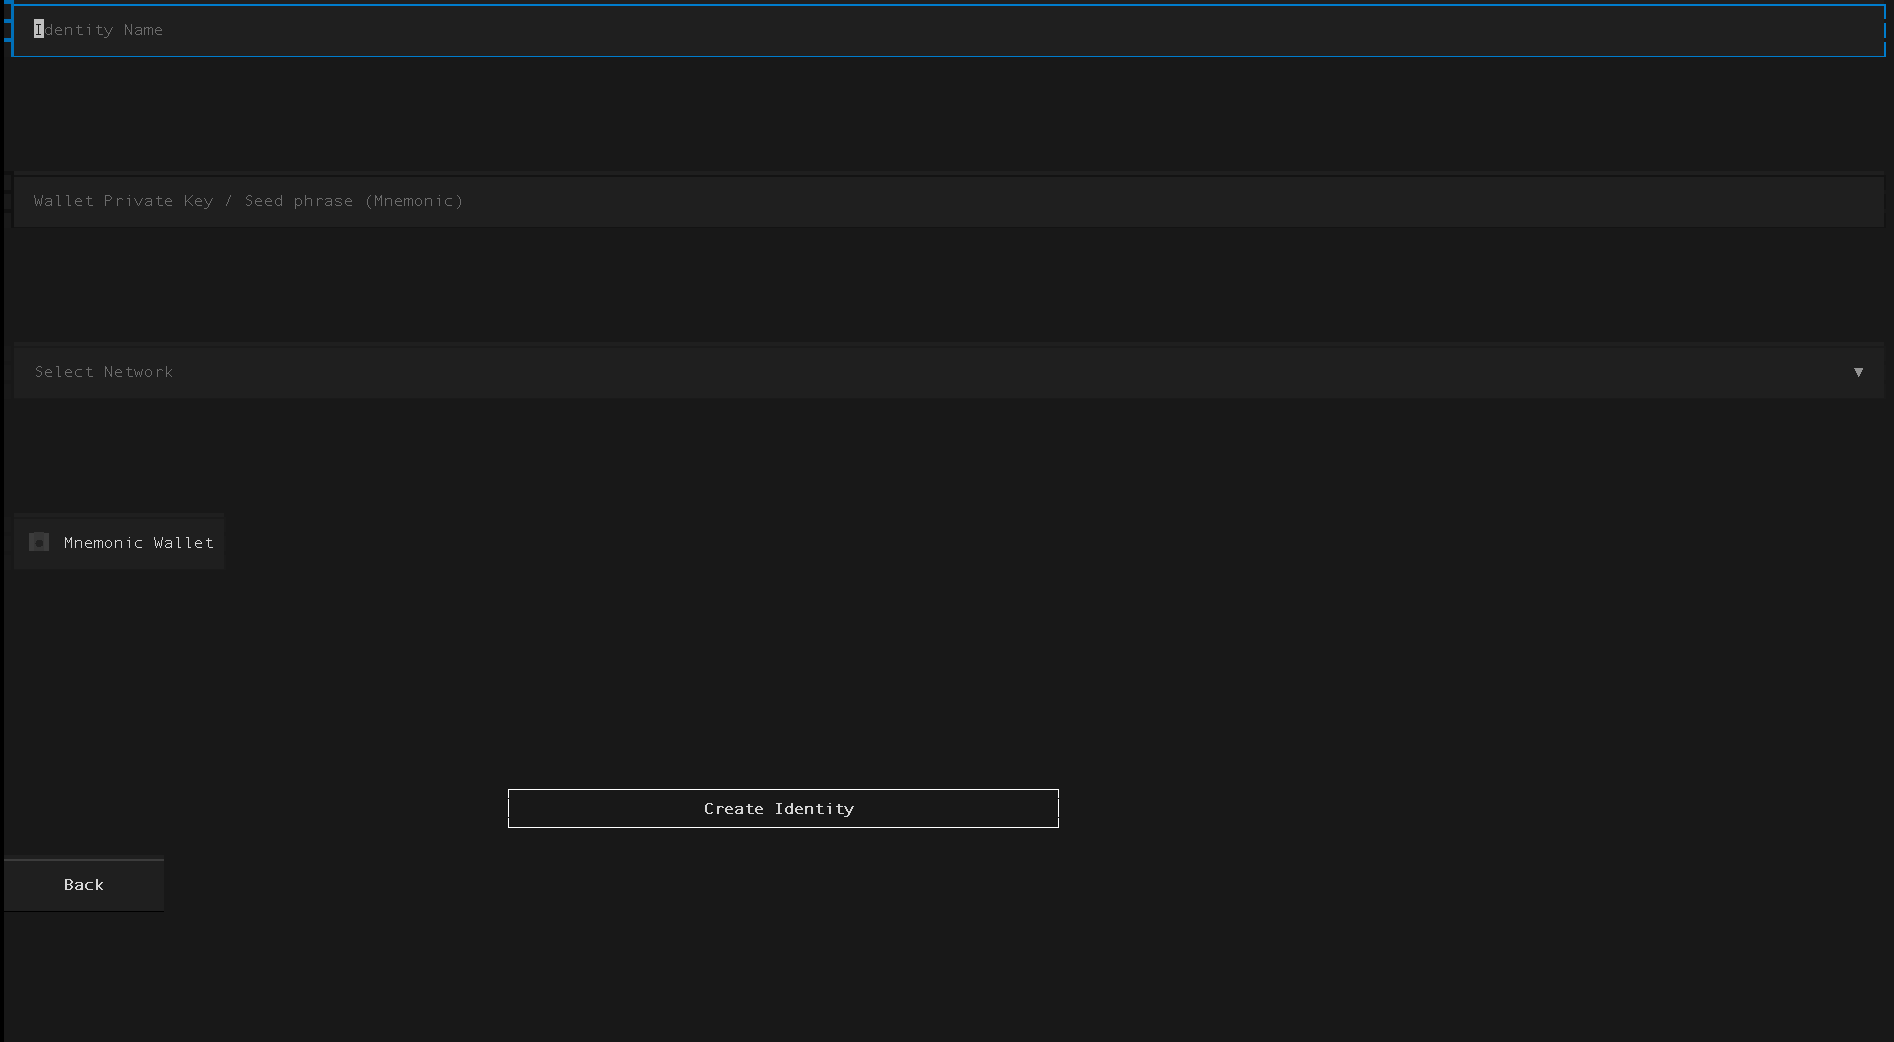 Identity Name
Wallet Private Key / Seed phrase (Mnemonic)
Select Network
Mnemonic Wallet
Create Identity
Back